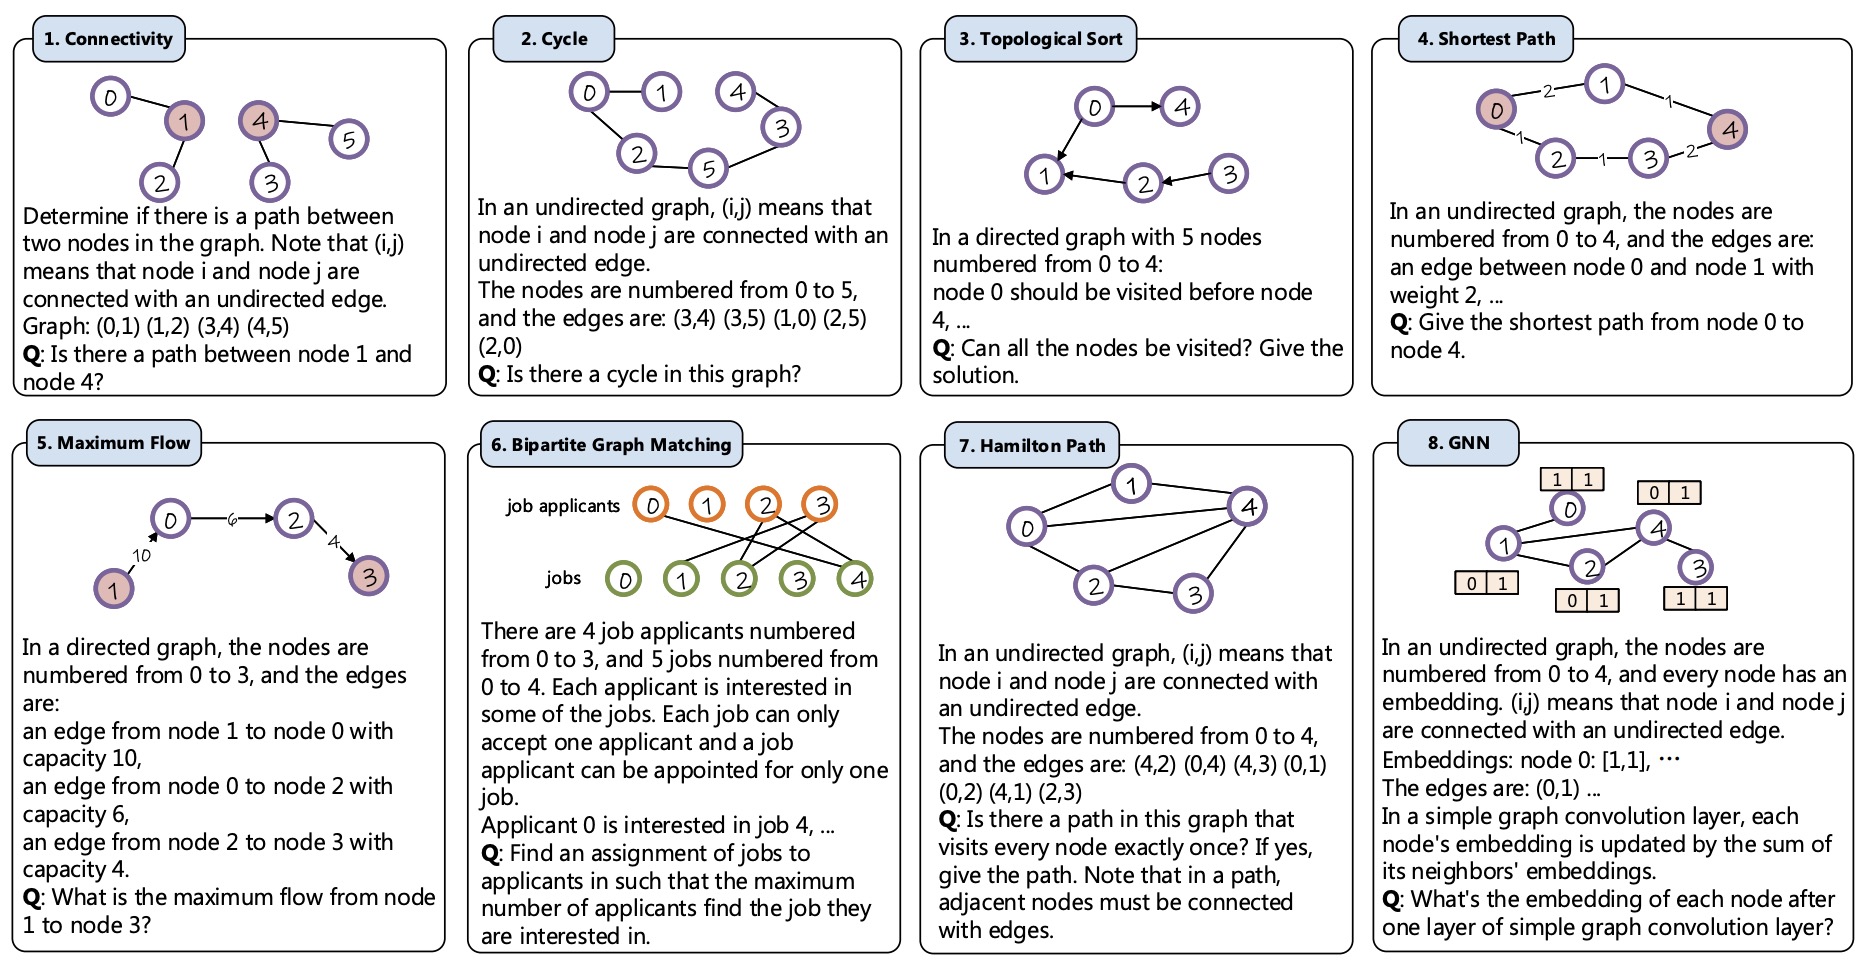 1. Connectivity
0
1
4
5
2
3
Determine if there is a path between
two nodes in the graph. Note that (i,j)
means that node i and node j are
connected with an undirected edge.
Graph: (0,1) (1,2) (3,4) (4,5)
Q: Is there a path between node 1 and
node 4?
2. Cycle
0
1
4
3
2
5
In an undirected graph, (i,j) means that
node i and node j are connected with an
undirected edge.
The nodes are numbered from 0 to 5,
and the edges are: (3,4) (3,5) (1,0) (2,5)
(2,0)
Q: Is there a cycle in this graph?
3. Topological Sort
0
4
1
2
3
In a directed graph with 5 nodes
numbered from 0 to 4:
node 0 should be visited before node
4, ...
Q: Can all the nodes be visited? Give the
solution.
4. Shortest Path
0
2
1
1
4
1
2
1
3
2
In an undirected graph, the nodes are
numbered from 0 to 4, and the edges are:
an edge between node 0 and node 1 with
weight 2, ...
Q: Give the shortest path from node 0 to
node 4.
5. Maximum Flow
0
6
2
10
4
1
3
In a directed graph, the nodes are
numbered from 0 to 3, and the edges
are:
an edge from node 1 to node 0 with
capacity 10,
an edge from node 0 to node 2 with
capacity 6,
an edge from node 2 to node 3 with
capacity 4.
Q: What is the maximum flow from node
1 to node 3?
6. Bipartite Graph Matching
job applicants 0 1 2 3
jobs 0 1 2 3 4
There are 4 job applicants numbered
from 0 to 3, and 5 jobs numbered from
0 to 4. Each applicant is interested in
some of the jobs. Each job can only
accept one applicant and a job
applicant can be appointed for only one
job.
Applicant 0 is interested in job 4, ...
Q: Find an assignment of jobs to
applicants in such that the maximum
number of applicants find the job they
are interested in.
7. Hamilton Path
1
0
4
2
3
In an undirected graph, (i,j) means that
node i and node j are connected with
an undirected edge.
The nodes are numbered from 0 to 4,
and the edges are: (4,2) (0,4) (4,3) (0,1)
(0,2) (4,1) (2,3)
Q: Is there a path in this graph that
visits every node exactly once? If yes,
give the path. Note that in a path,
adjacent nodes must be connected
with edges.
8. GNN
1 1
0 1
0
4
1
2
3
0 1
0 1
1 1
In an undirected graph, the nodes are
numbered from 0 to 4, and every node has an
embedding. (i,j) means that node i and node j
are connected with an undirected edge.
Embeddings: node 0: [1,1], ⋯
The edges are: (0,1) ...
In a simple graph convolution layer, each
node's embedding is updated by the sum of
its neighbors' embeddings.
Q: What's the embedding of each node after
one layer of simple graph convolution layer?